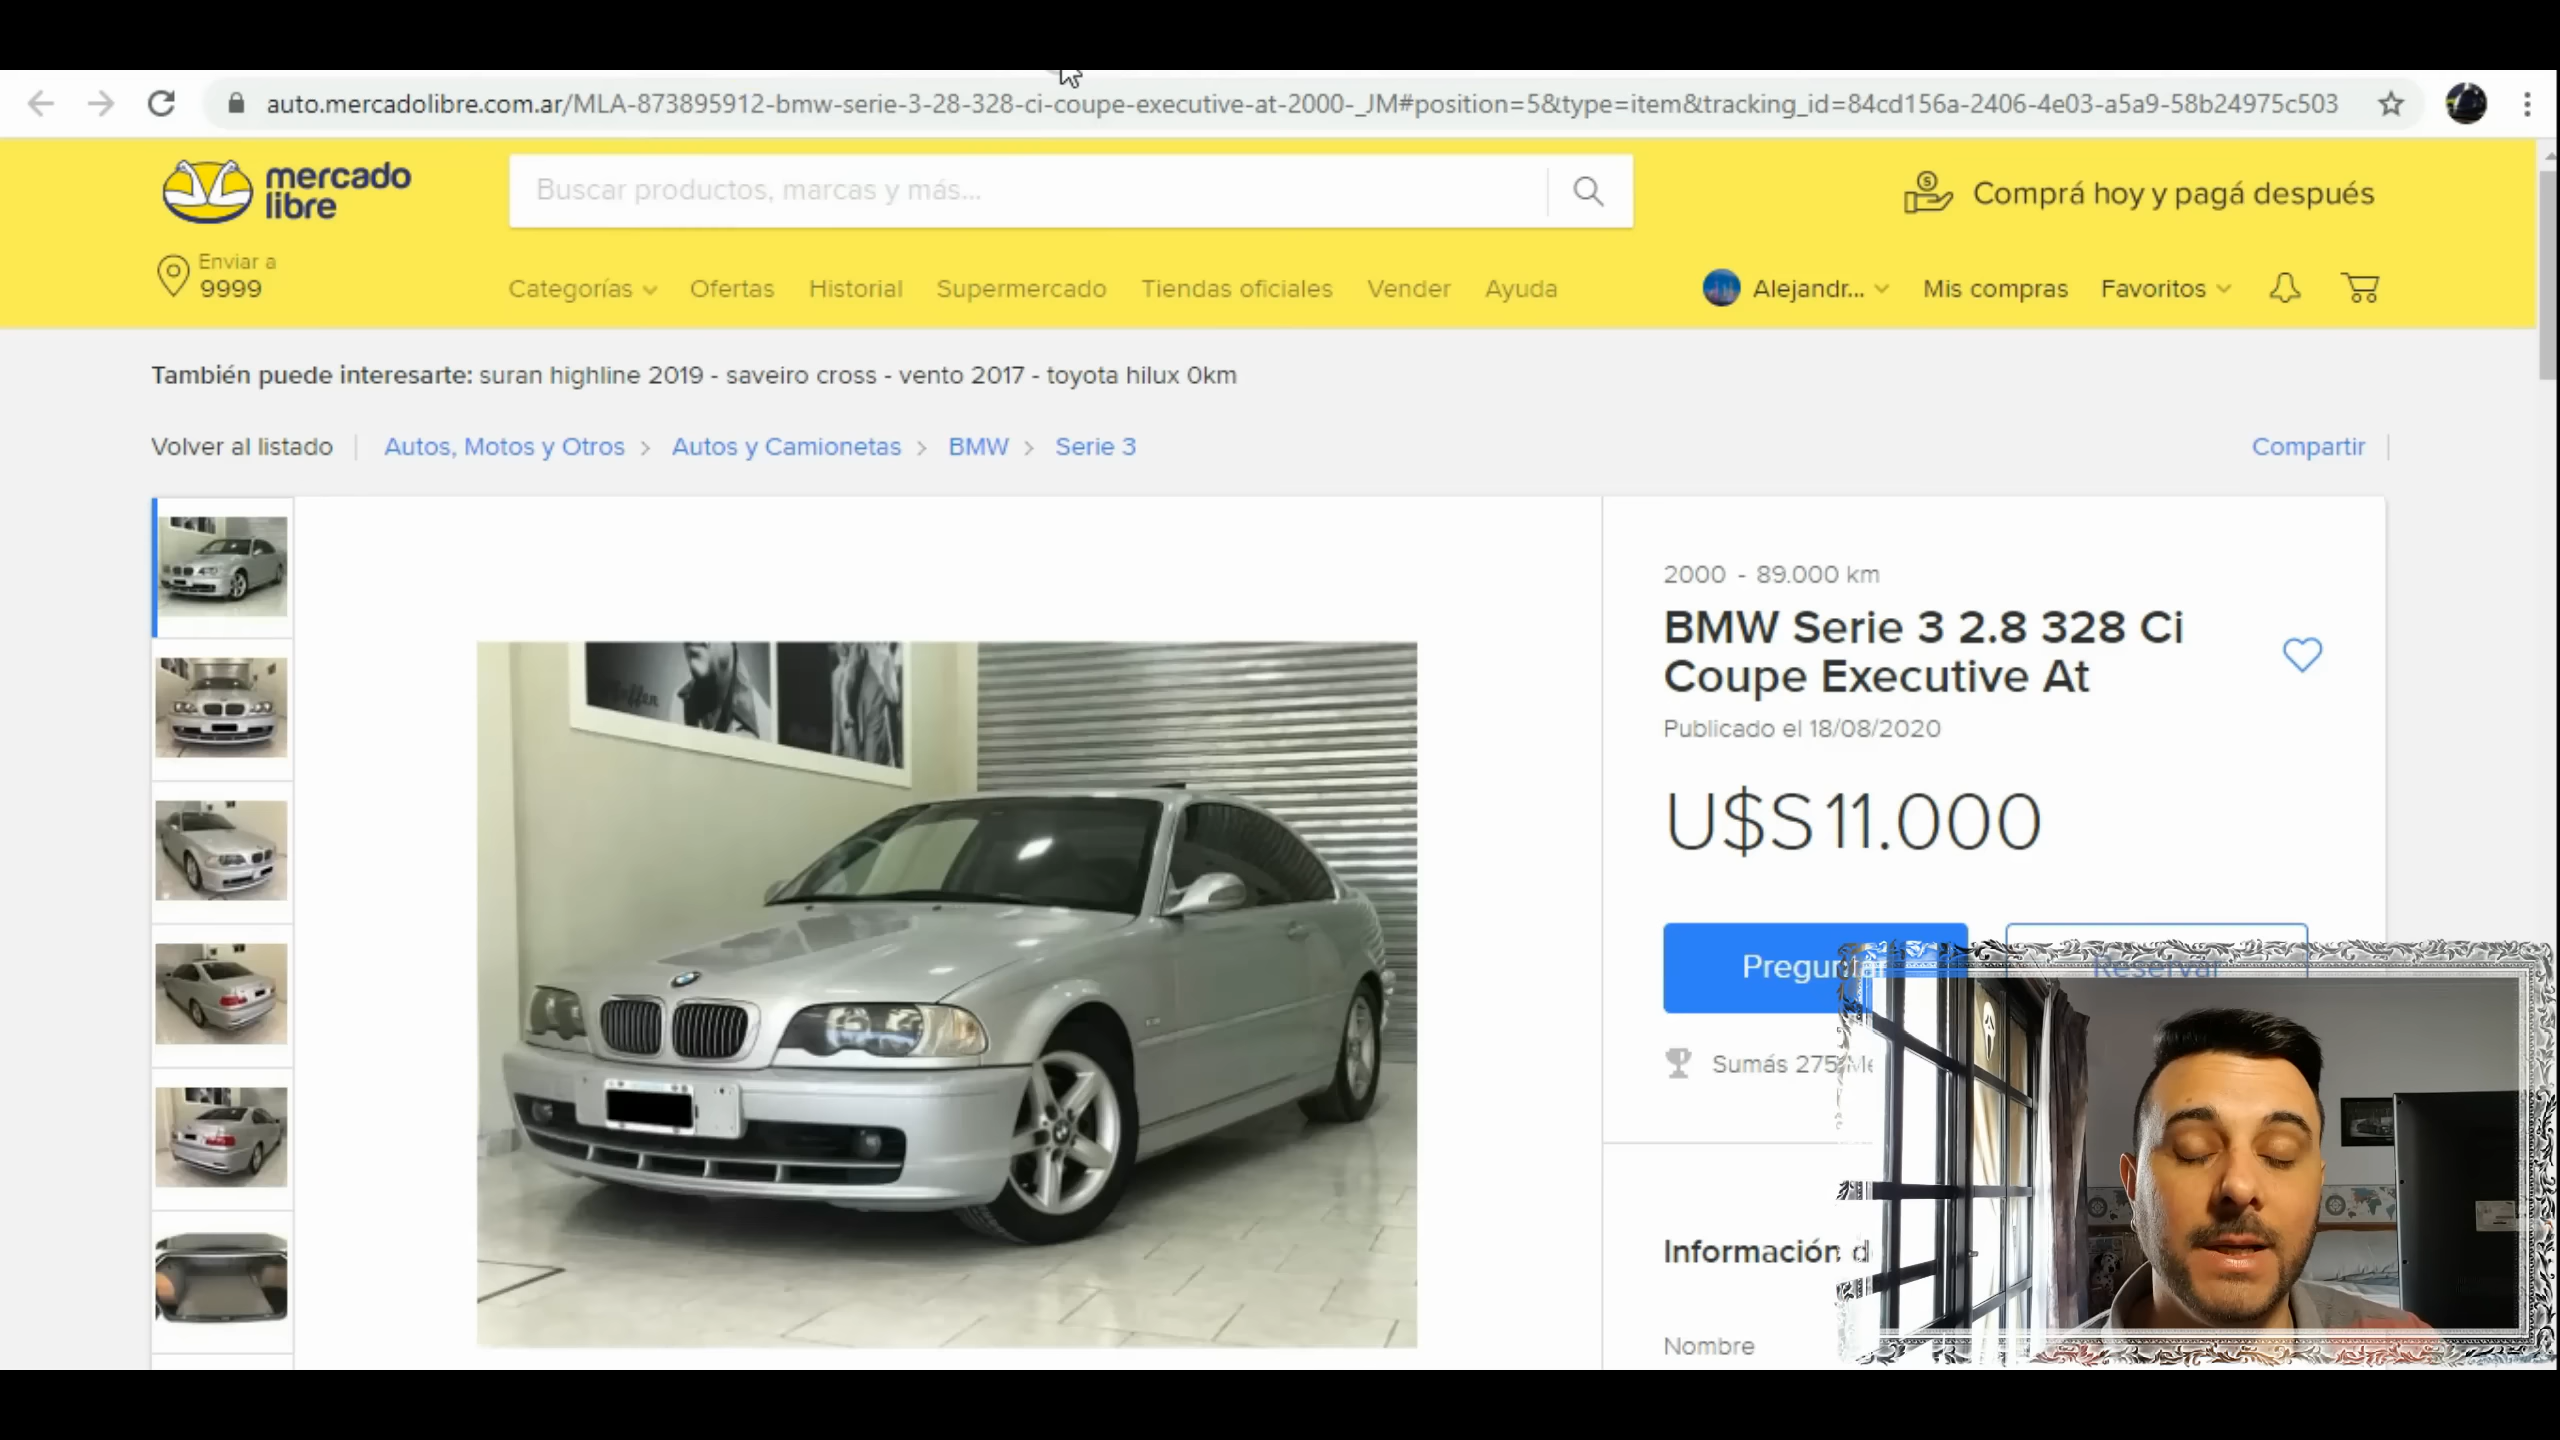 auto.mercadolibre.com.ar/MLA-873895912-bmw-serie-3-28-328-ci-coupe-executive-at-2000-_JM#position=5&type=item&tracking_id=84cd156a-2406-4e03-a5a9-58b24975c503
mercado
libre
Buscar productos, marcas y más...
Comprá hoy y pagá después
Enviar a
9999
Categorías Ofertas Historial Supermercado Tiendas oficiales Vender Ayuda
Alejandr... Mis compras Favoritos
También puede interesarte: suran highline 2019 - saveiro cross - vento 2017 - toyota hilux 0km
Volver al listado Autos, Motos y Otros > Autos y Camionetas > BMW > Serie 3
Compartir
2000 - 89.000 km
BMW Serie 3 2.8 328 Ci
Coupe Executive At
Publicado el 18/08/2020
U$S 11.000
Preguntar
Reservar
Sumás 275 Me
Información d
Nombre